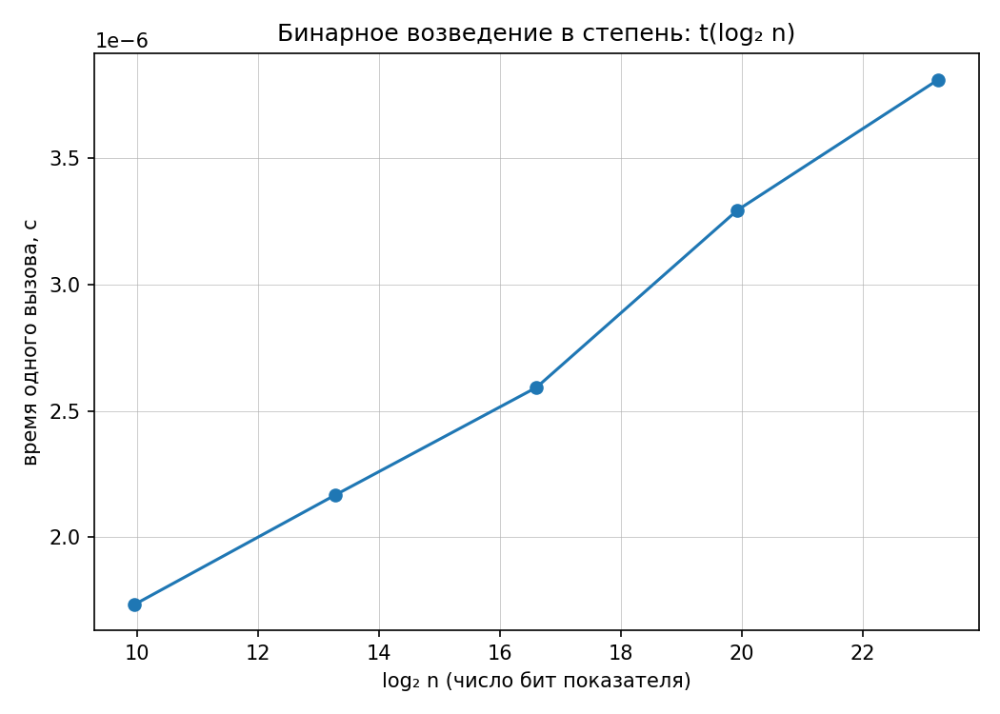 Бинарное возведение в степень: t(log₂ n)
1e−6
3.5
3.0
2.5
2.0
время одного вызова, с
10 12 14 16 18 20 22
log₂ n (число бит показателя)